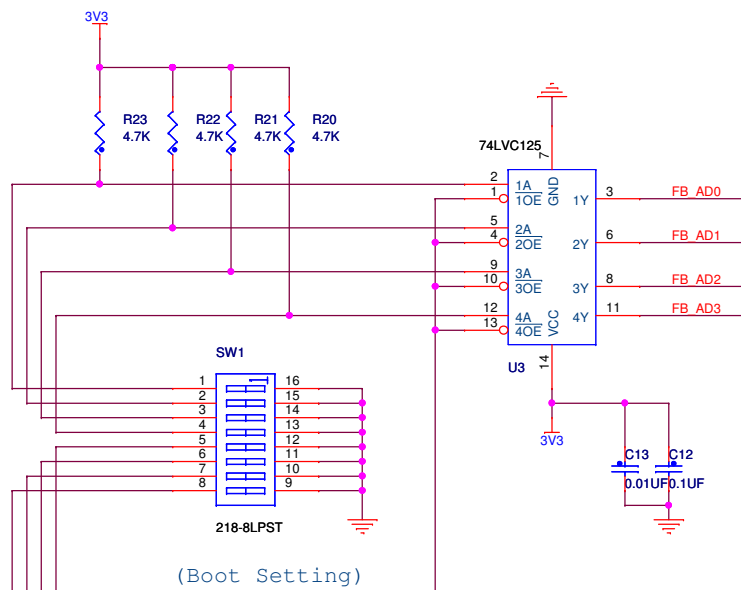 3V3
R23 R22 R21 R20
4.7K 4.7K 4.7K 4.7K
74LVC125
7
GND
2 1A 1Y 3 FB_AD0
1 1OE
5 2A 2Y 6 FB_AD1
4 2OE
9 3A 3Y 8 FB_AD2
10 3OE
12 4A 4Y 11 FB_AD3
13 4OE
VCC
14
U3
3V3
SW1
1 16
2 15
3 14
4 13
5 12
6 11
7 10
8 9
218-8LPST
C13 C12
0.01UF 0.1UF
(Boot Setting)